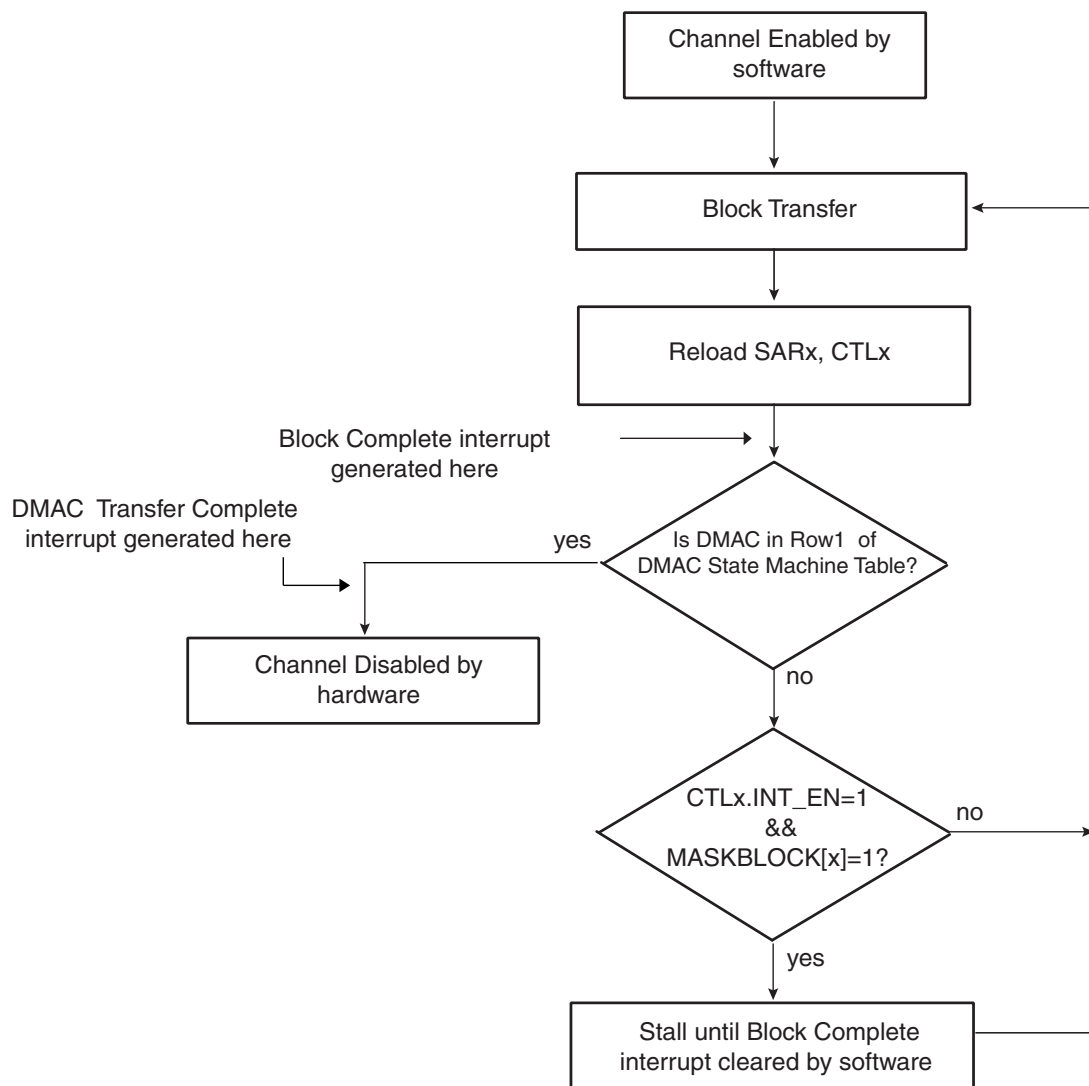 Channel Enabled by
software
Block Transfer
Reload SARx, CTLx
Block Complete interrupt
generated here
DMAC Transfer Complete
interrupt generated here
yes
Is DMAC in Row1 of
DMAC State Machine Table?
Channel Disabled by
hardware
no
CTLx.INT_EN=1
&&
MASKBLOCK[x]=1?
no
yes
Stall until Block Complete
interrupt cleared by software